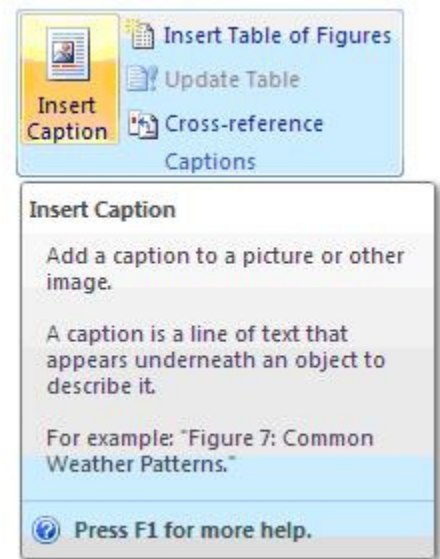 Insert Table of Figures
Update Table
Insert
Caption
Cross-reference
Captions
Insert Caption
Add a caption to a picture or other
image.
A caption is a line of text that
appears underneath an object to
describe it.
For example: "Figure 7: Common
Weather Patterns."
Press F1 for more help.